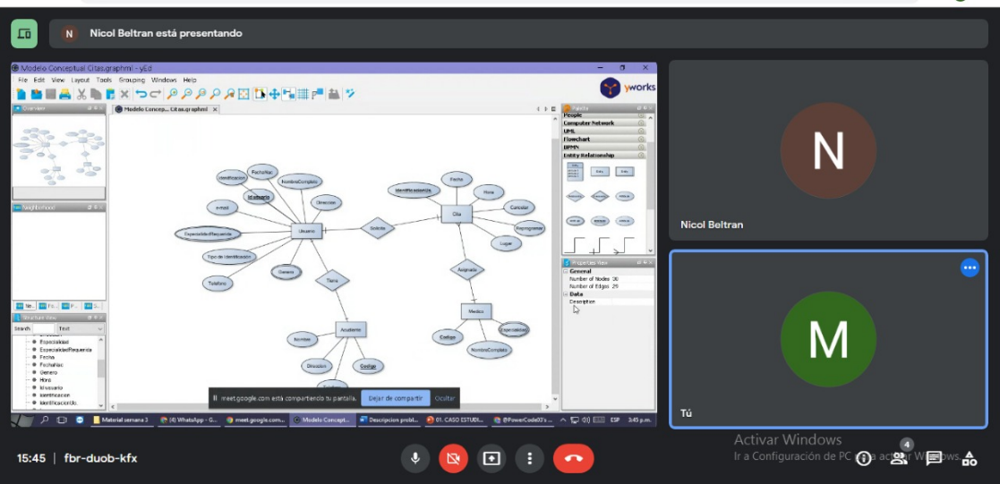 N Nicol Beltran está presentando
Modelo Conceptual Citas.graphml - yEd
File Edit View Layout Tools Grouping Windows Help
yworks
Overview
Modelo Concep... Citas.graphml
Palette
People
Computer Network
UML
Flowchart
BPMN
Entity Relationship
Neighborhood
FechaNac
Identificacion
NombreCompleto
Idusuario
Direccion
e-mail
EspecialidadRequerida
Usuario
Tipo de Identificación
Genero
Telefono
Solicita
IdentificacionUs
Fecha
Hora
Cita
Cancelar
Reprogramar
Lugar
Tiene
Asignada
Medico
Especialidad
Codigo
NombreCompleto
Acudiente
Nombre
Direccion
Codigo
Properties View
General
Number of Nodes 30
Number of Edges 29
Data
Description
Structure View
Search Text
Especialidad
EspecialidadRequerida
Fecha
FechaNac
Genero
Hora
Idusuario
Identificacion
IdentificacionUs
meet.google.com está compartiendo tu pantalla. Dejar de compartir Ocultar
Material semana 3 (4) WhatsApp - G... meet.google.com... Modelo Concept... Descripcion probl... 01. CASO ESTUDI... @PowerCode03's ... ESP 3:45 p.m.
N
Nicol Beltran
M
Tú
Activar Windows
Ir a Configuración de PC
15:45 | fbr-duob-kfx
4